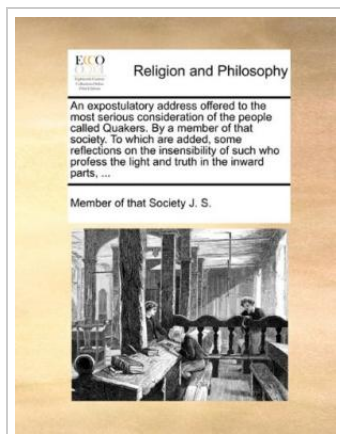 ECCO
Religion and Philosophy
An expostulatory address offered to the
most serious consideration of the people
called Quakers. By a member of that
society. To which are added, some
reflections on the insensibility of such who
profess the light and truth in the inward
parts, ...
Member of that Society J. S.